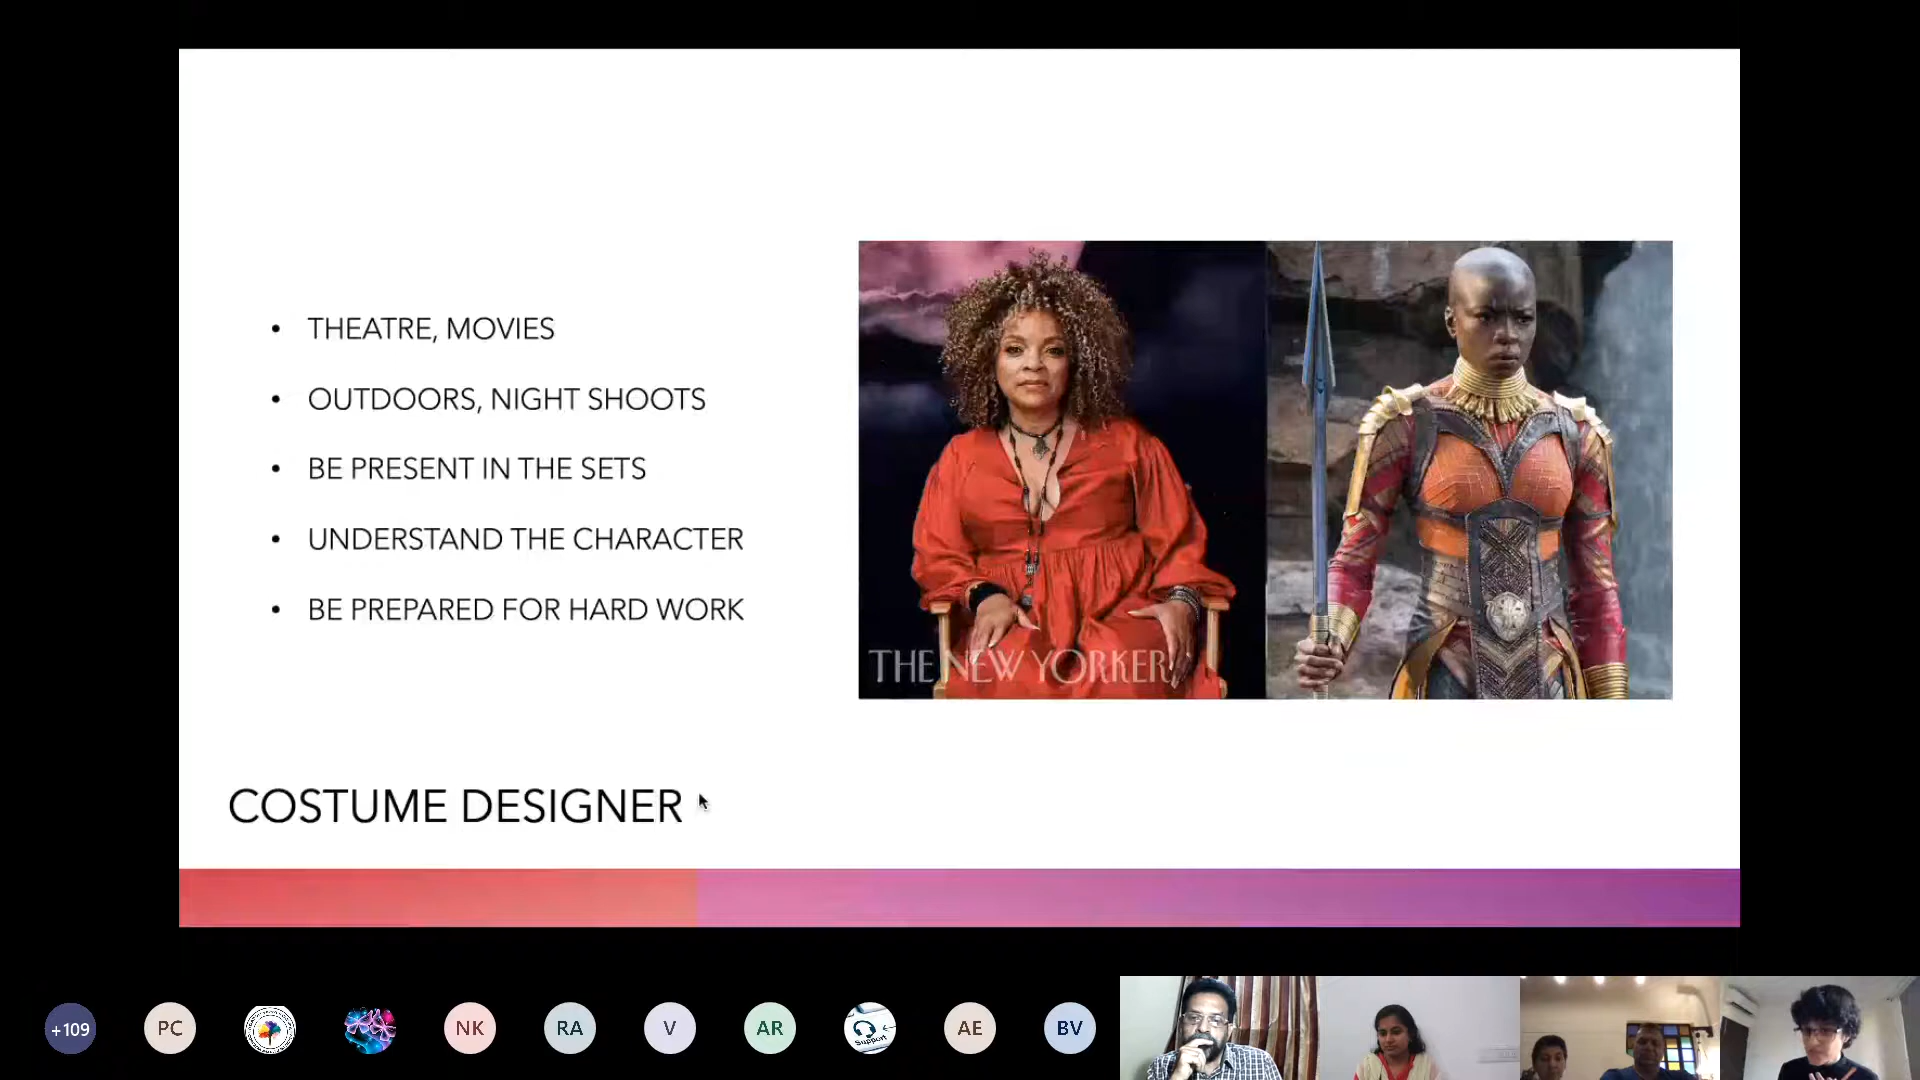 • THEATRE, MOVIES
• OUTDOORS, NIGHT SHOOTS
• BE PRESENT IN THE SETS
• UNDERSTAND THE CHARACTER
• BE PREPARED FOR HARD WORK
THE NEW YORKER
COSTUME DESIGNER
+109
PC
NK
RA
V
AR
Support
AE
BV